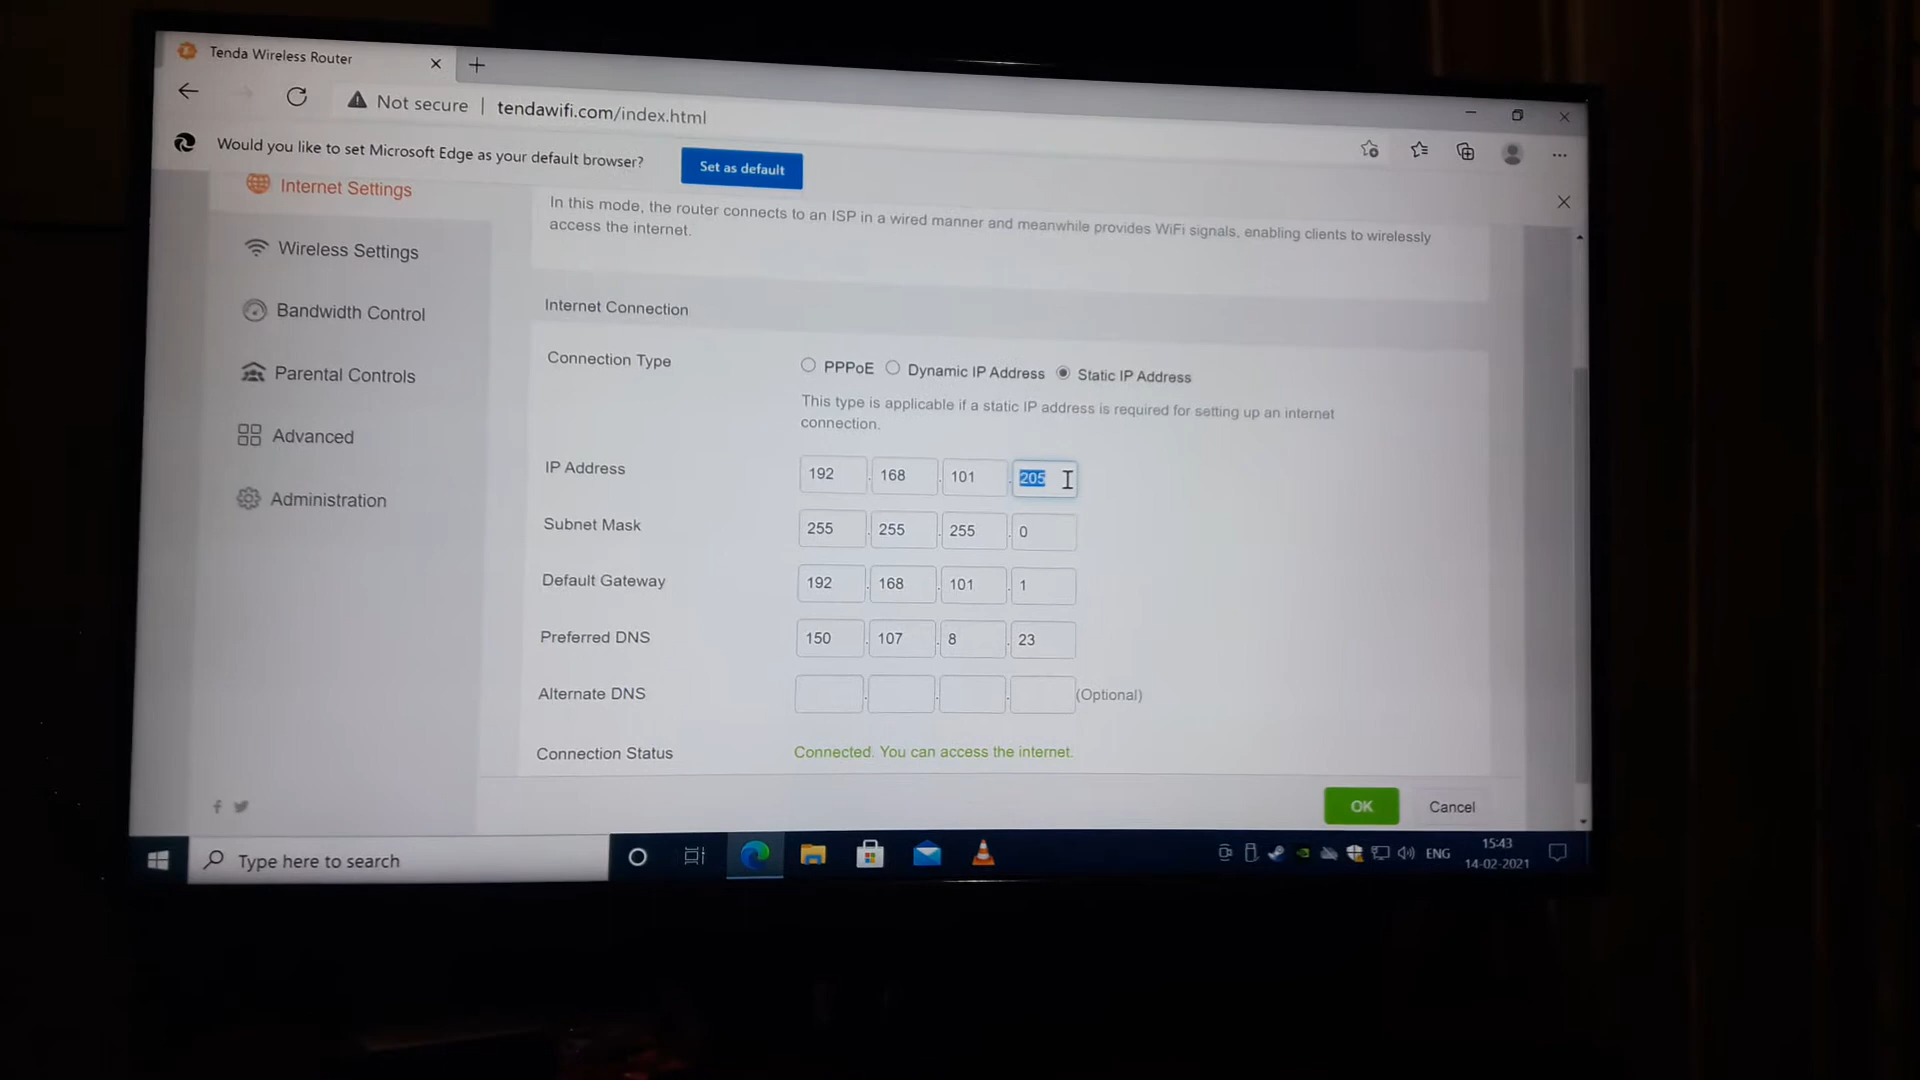 Tenda Wireless Router
Not secure | tendawifi.com/index.html
Would you like to set Microsoft Edge as your default browser?
Set as default
Internet Settings
Wireless Settings
Bandwidth Control
Parental Controls
Advanced
Administration
In this mode, the router connects to an ISP in a wired manner and meanwhile provides WiFi signals, enabling clients to wirelessly
access the internet.
Internet Connection
Connection Type
PPPoE Dynamic IP Address Static IP Address
This type is applicable if a static IP address is required for setting up an internet
connection.
IP Address 192 . 168 . 101 . 205
Subnet Mask 255 . 255 . 255 . 0
Default Gateway 192 . 168 . 101 . 1
Preferred DNS 150 . 107 . 8 . 23
Alternate DNS . . . (Optional)
Connection Status Connected. You can access the internet.
OK Cancel
Type here to search
ENG
15:43
14-02-2021